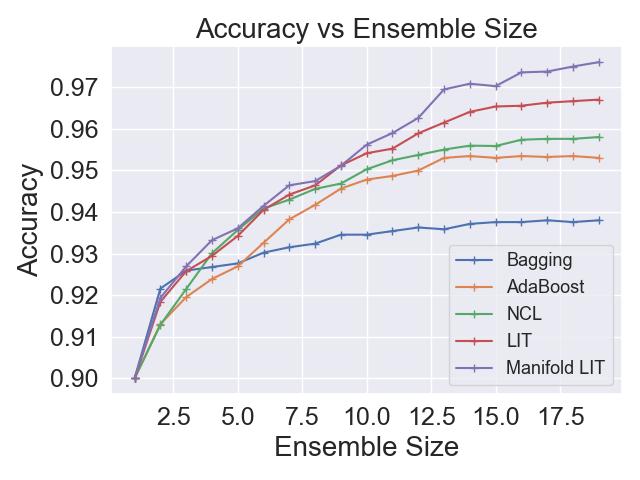 Accuracy vs Ensemble Size
0.97
0.96
0.95
0.94
0.93
0.92
0.91
0.90
Accuracy
2.5 5.0 7.5 10.0 12.5 15.0 17.5
Ensemble Size
Bagging
AdaBoost
NCL
LIT
Manifold LIT